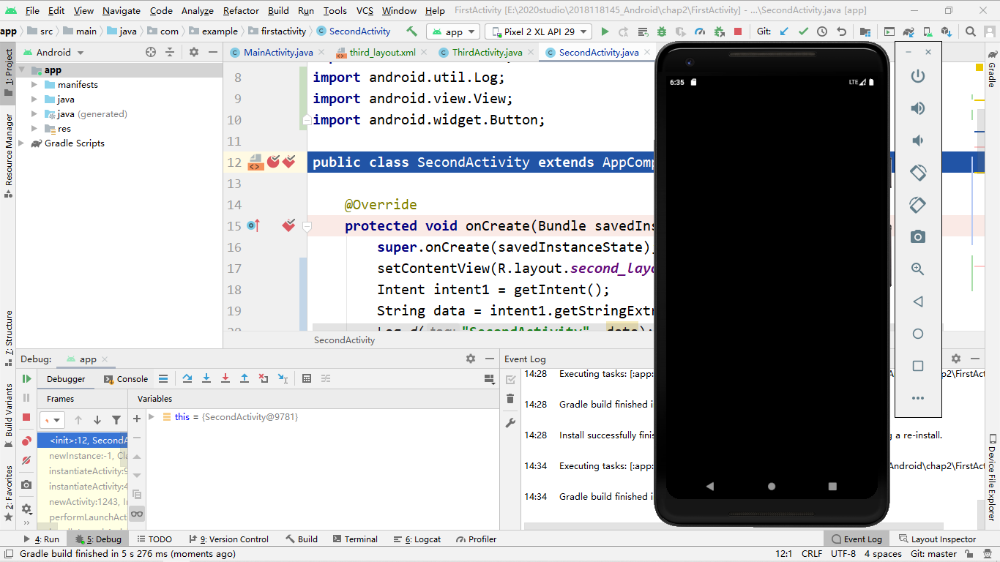 File Edit View Navigate Code Analyze Refactor Build Run Tools VCS Window Help FirstActivity [E:\2020studio\2018118145_Android\chap2\FirstActivity] - ...\SecondActivity.java [app]
app src main java com example firstactivity SecondActivity app Pixel 2 XL API 29 Git:
1: Project
Resource Manager
Z: Structure
Build Variants
2: Favorites
Android
app
manifests
java
java (generated)
res
Gradle Scripts
MainActivity.java third_layout.xml ThirdActivity.java SecondActivity.java
8 import android.util.Log;
9 import android.view.View;
10 import android.widget.Button;
11
12 public class SecondActivity extends AppComp
13
14 @Override
15 protected void onCreate(Bundle savedIns
16 super.onCreate(savedInstanceState)
17 setContentView(R.layout.second_layo
18 Intent intent1 = getIntent();
19 String data = intent1.getStringExtr
20 Log.d( tag: "SecondActivity", data);
SecondActivity
6:35 LTE
Gradle
Device File Explorer
Debug: app
Debugger Console
Frames Variables
<init>:12, SecondA
newInstance:-1, Cla
instantiateActivity:9
instantiateActivity:4
newActivity:1243, In
performLaunchActi
this = {SecondActivity@9781}
Event Log
14:28 Executing tasks: [app: Android\chap2\FirstAct
14:28 Gradle build finished i
14:28 Install successfully finis g a re-install.
14:34 Executing tasks: [app: Android\chap2\FirstAct
14:34 Gradle build finished i
4: Run 5: Debug TODO 9: Version Control Build Terminal 6: Logcat Profiler Event Log Layout Inspector
Gradle build finished in 5 s 276 ms (moments ago) 12:1 CRLF UTF-8 4 spaces Git: master